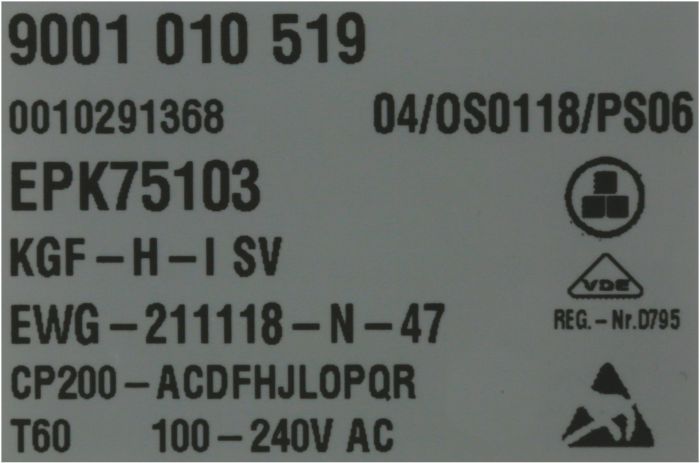 9001 010 519
0010291368 04/OS0118/PS06
EPK75103
KGF-H-I SV
VDE
EWG-211118-N-47
REG.-Nr.D795
CP200-ACDFHJLOPQR
T60 100-240V AC